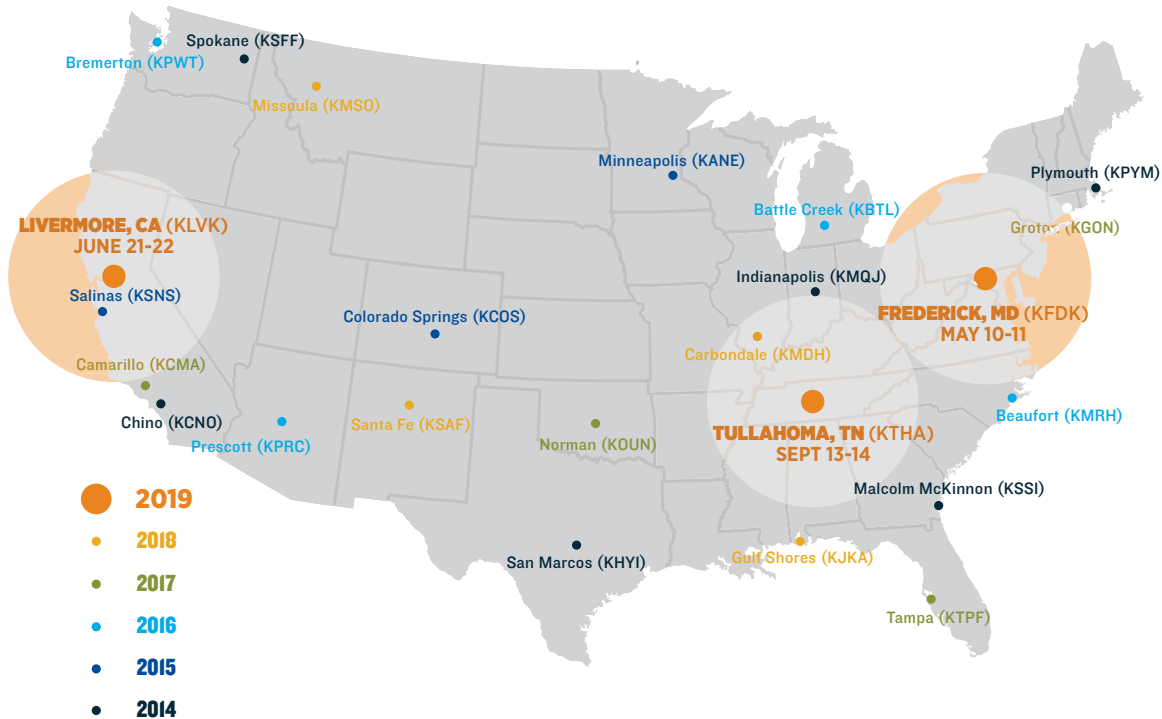 Spokane (KSFF)
Bremerton (KPWT)
Missoula (KMSO)
Minneapolis (KANE)
Plymouth (KPYM)
Battle Creek (KBTL)
Groton (KGON)
LIVERMORE, CA (KLVK)
JUNE 21-22
Indianapolis (KMQJ)
Salinas (KSNS)
Colorado Springs (KCOS)
FREDERICK, MD (KFDK)
MAY 10-11
Carbondale (KMDH)
Camarillo (KCMA)
Chino (KCNO)
Prescott (KPRC)
Santa Fe (KSAF)
Norman (KOUN)
Beaufort (KMRH)
TULLAHOMA, TN (KTHA)
SEPT 13-14
Malcolm McKinnon (KSSI)
San Marcos (KHYI)
Gulf Shores (KJKA)
Tampa (KTPF)
2019
2018
2017
2016
2015
2014